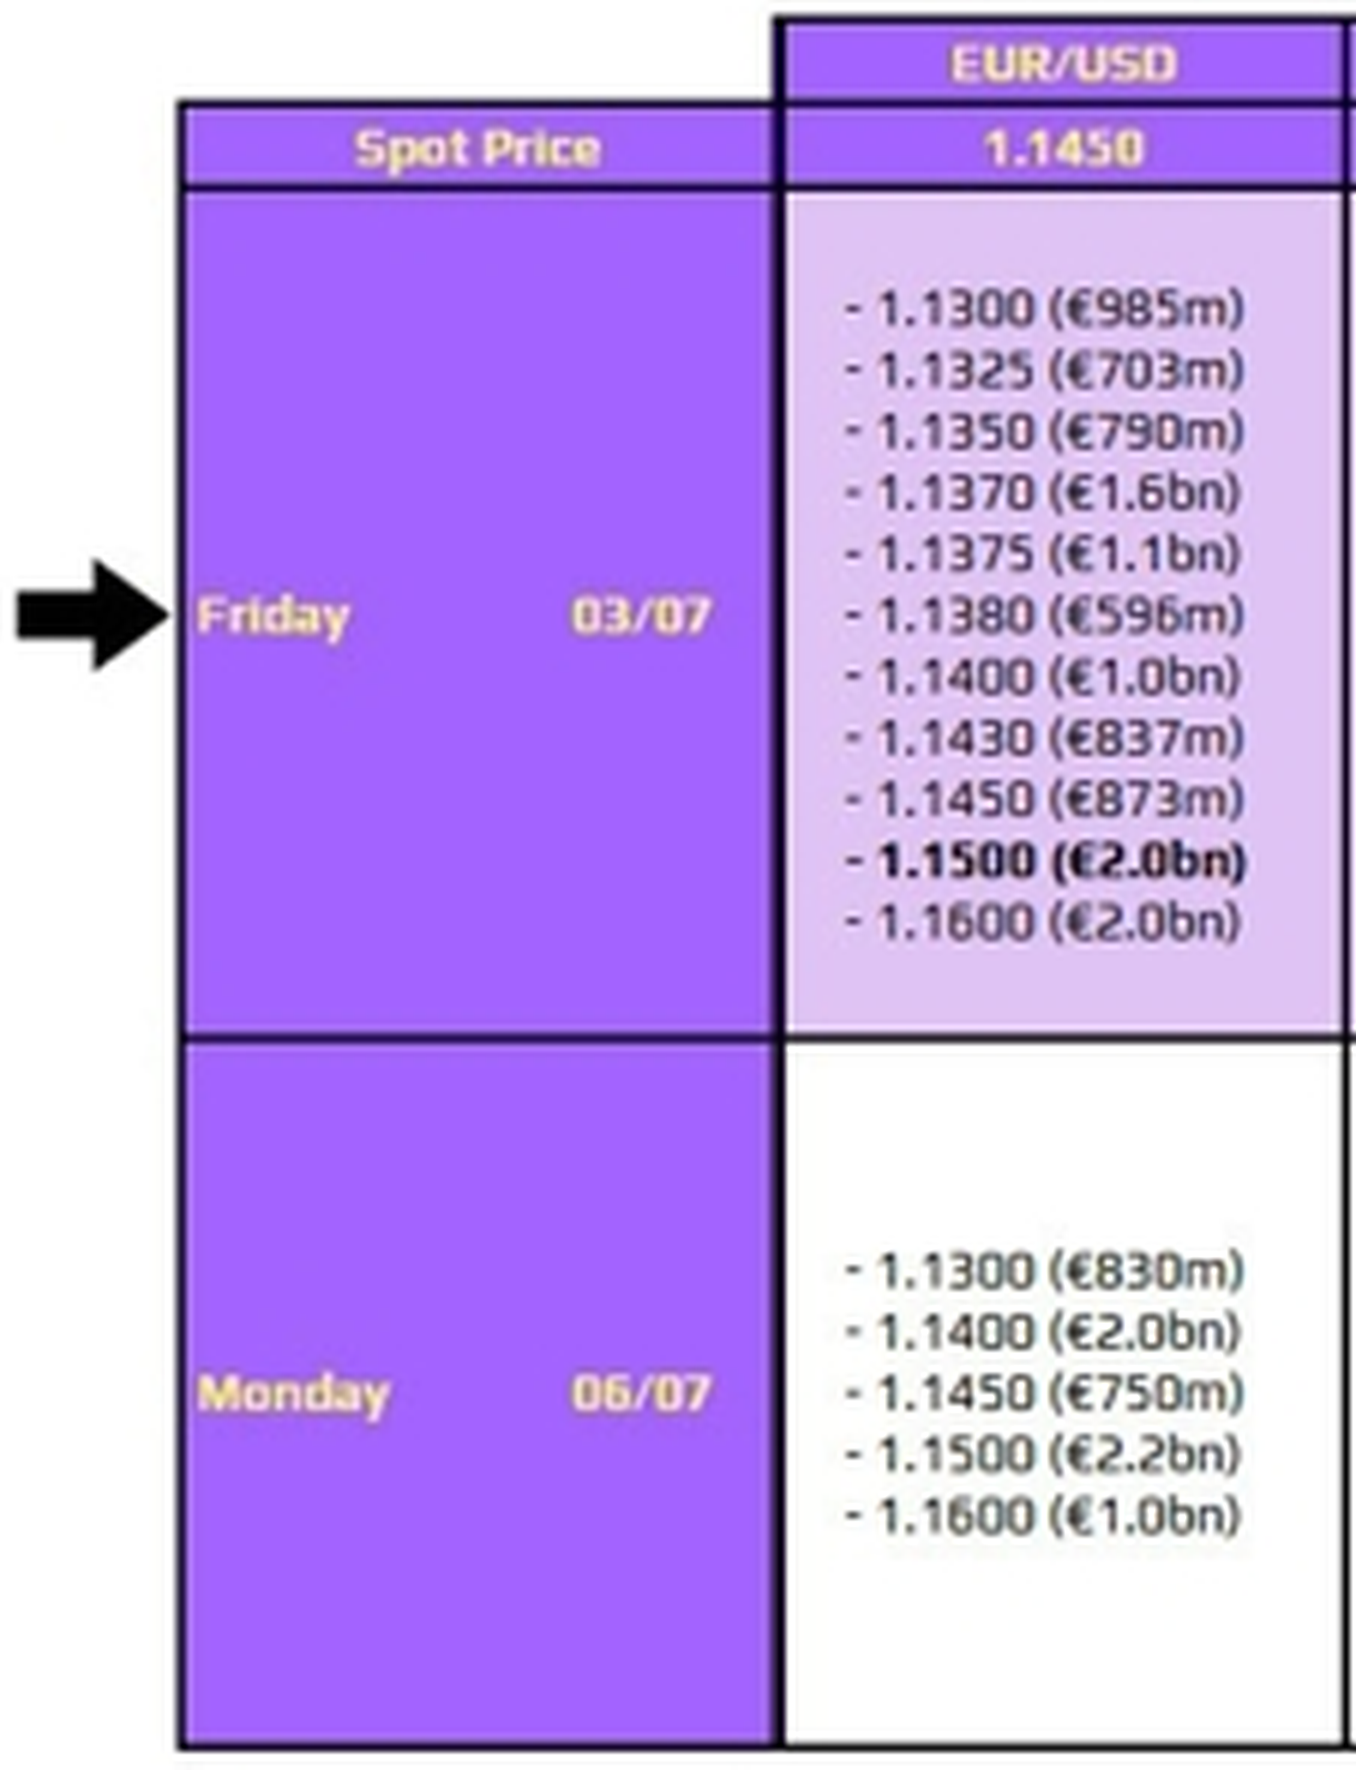 EUR/USD
Spot Price 1.1450
- 1.1300 (€985m)
- 1.1325 (€703m)
- 1.1350 (€790m)
- 1.1370 (€1.6bn)
- 1.1375 (€1.1bn)
Friday 03/07
- 1.1380 (€596m)
- 1.1400 (€1.0bn)
- 1.1430 (€837m)
- 1.1450 (€873m)
- 1.1500 (€2.0bn)
- 1.1600 (€2.0bn)
- 1.1300 (€830m)
- 1.1400 (€2.0bn)
Monday 06/07
- 1.1450 (€750m)
- 1.1500 (€2.2bn)
- 1.1600 (€1.0bn)